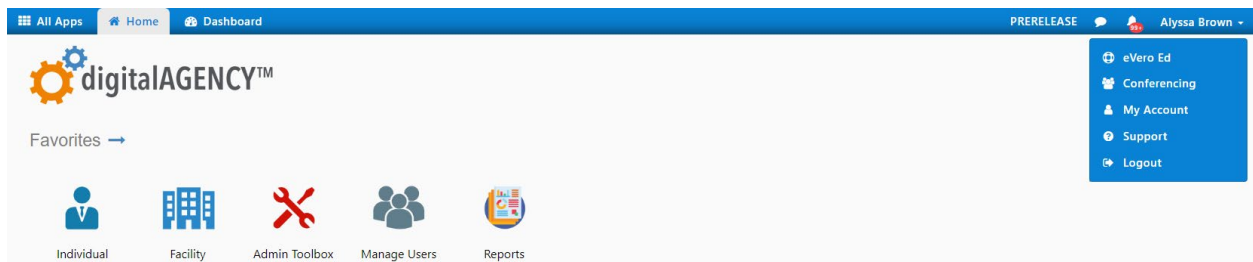 All Apps Home Dashboard PRERELEASE 99+ Alyssa Brown
eVero Ed
Conferencing
My Account
Support
Logout
digitalAGENCY™
Favorites →
Individual Facility Admin Toolbox Manage Users Reports